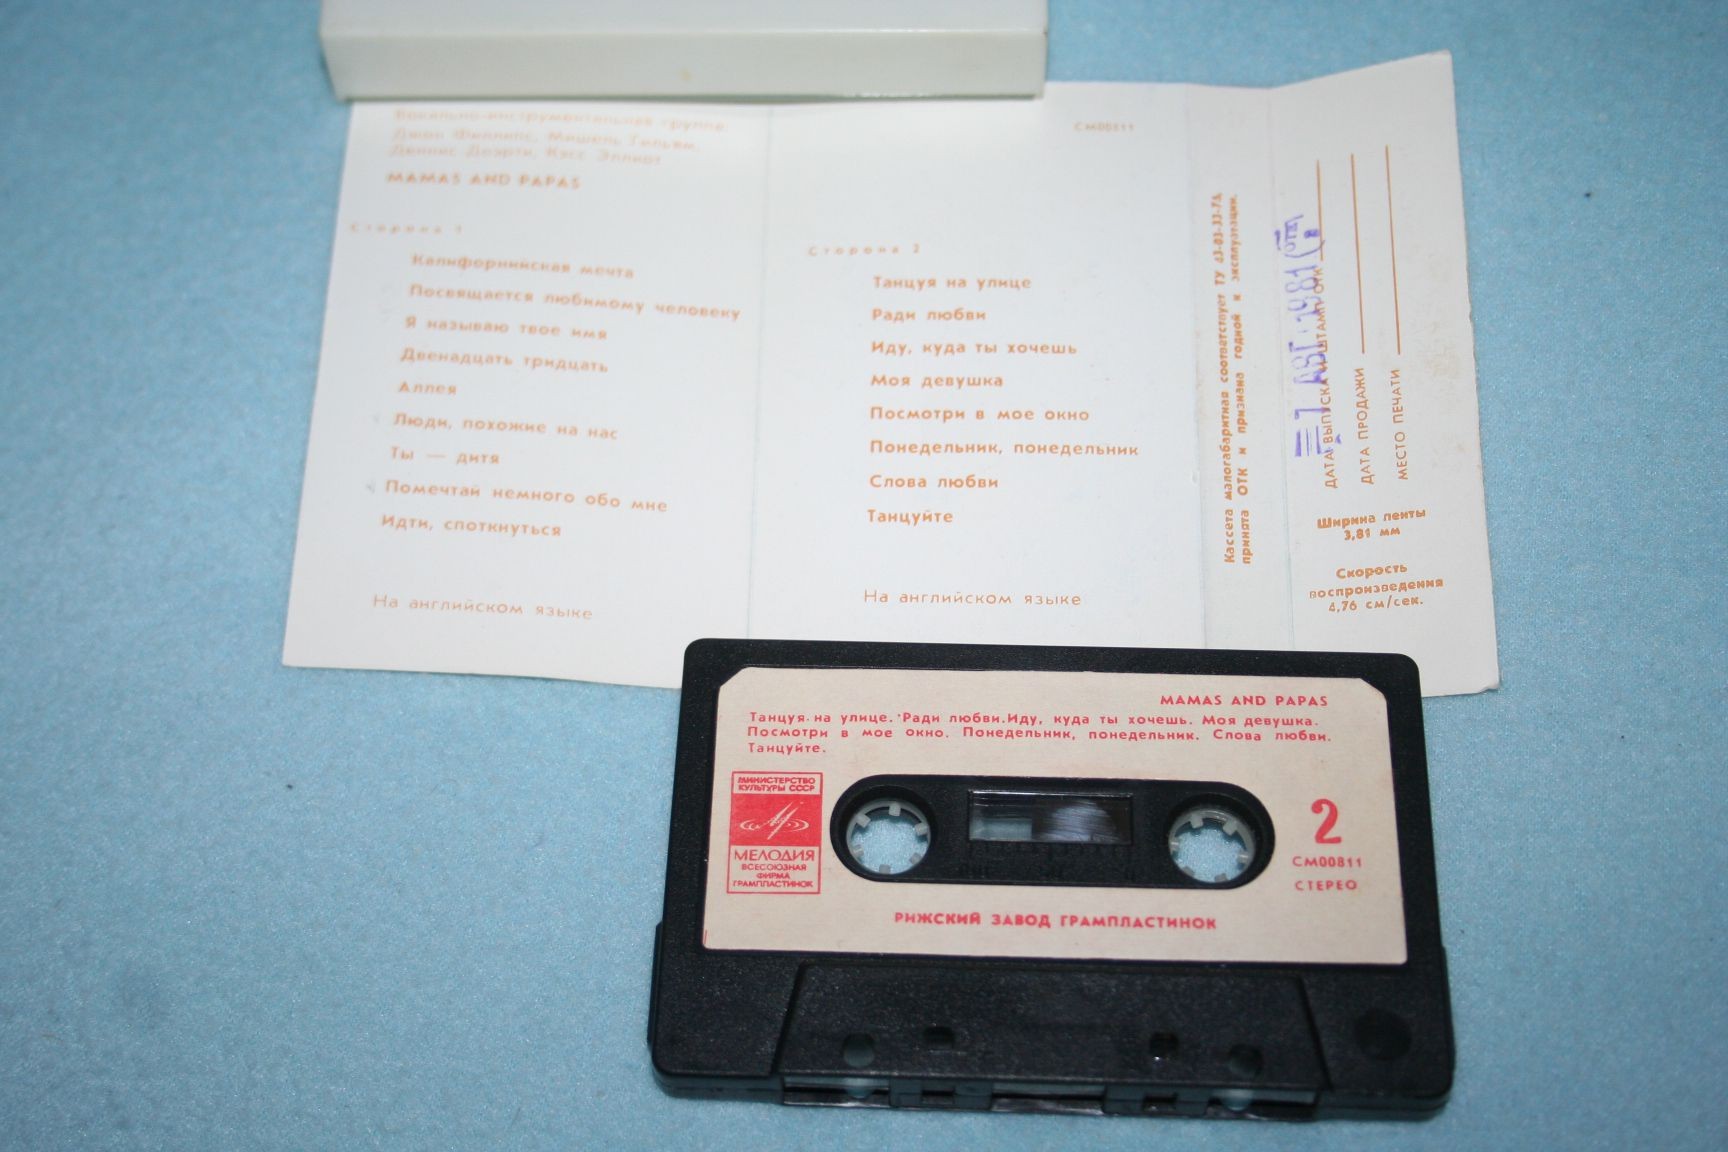 Вокально-инструментальная группа:
Джон Филлипс, Мишель Гильям,
Деннис Доэрти, Кэсс Эллиот
MAMAS AND PAPAS
Сторона 1
Калифорнийская мечта
Посвящается любимому человеку
Я называю твое имя
Двенадцать тридцать
Аллея
Люди, похожие на нас
Ты — дитя
Помечтай немного обо мне
Идти, споткнуться
На английском языке
СМ00811
Сторона 2
Танцуя на улице
Ради любви
Иду, куда ты хочешь
Моя девушка
Посмотри в мое окно
Понедельник, понедельник
Слова любви
Танцуйте
На английском языке
Кассета малогабаритная соответствует ТУ 43-03-33-74
принята ОТК и признана годной к эксплуатации.
7 АВГ 1981
ДАТА ВЫПУСКА И ШТАМП ОТК
ДАТА ПРОДАЖИ
МЕСТО ПЕЧАТИ
Ширина ленты
3,81 мм
Скорость
воспроизведения
4,76 см/сек.
MAMAS AND PAPAS
Танцуя на улице. Ради любви.Иду, куда ты хочешь. Моя девушка.
Посмотри в мое окно. Понедельник, понедельник. Слова любви.
Танцуйте.
МИНИСТЕРСТВО
КУЛЬТУРЫ СССР
МЕЛОДИЯ
ВСЕСОЮЗНАЯ
ФИРМА
ГРАМПЛАСТИНОК
2
СМ00811
СТЕРЕО
РИЖСКИЙ ЗАВОД ГРАМПЛАСТИНОК